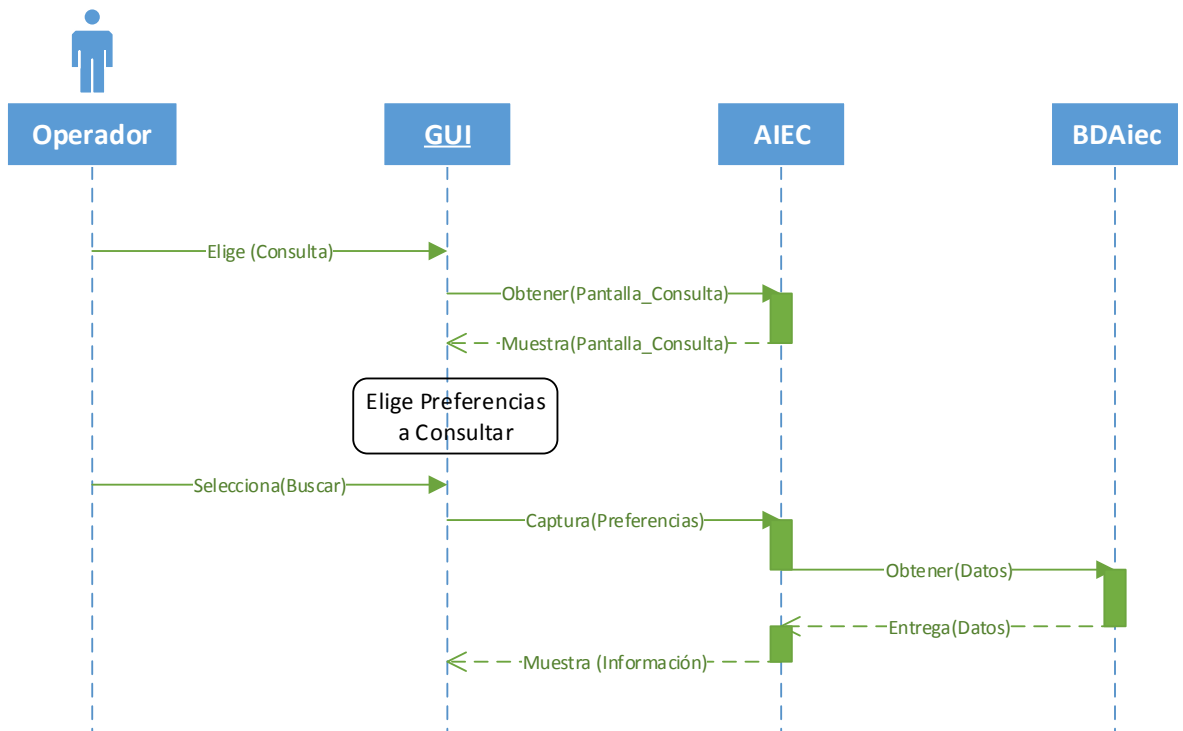 Operador
GUI
AIEC
BDAiec
Elige (Consulta)
Obtener(Pantalla_Consulta)
Muestra(Pantalla_Consulta)
Elige Preferencias
a Consultar
Selecciona(Buscar)
Captura(Preferencias)
Obtener(Datos)
Entrega(Datos)
Muestra (Información)